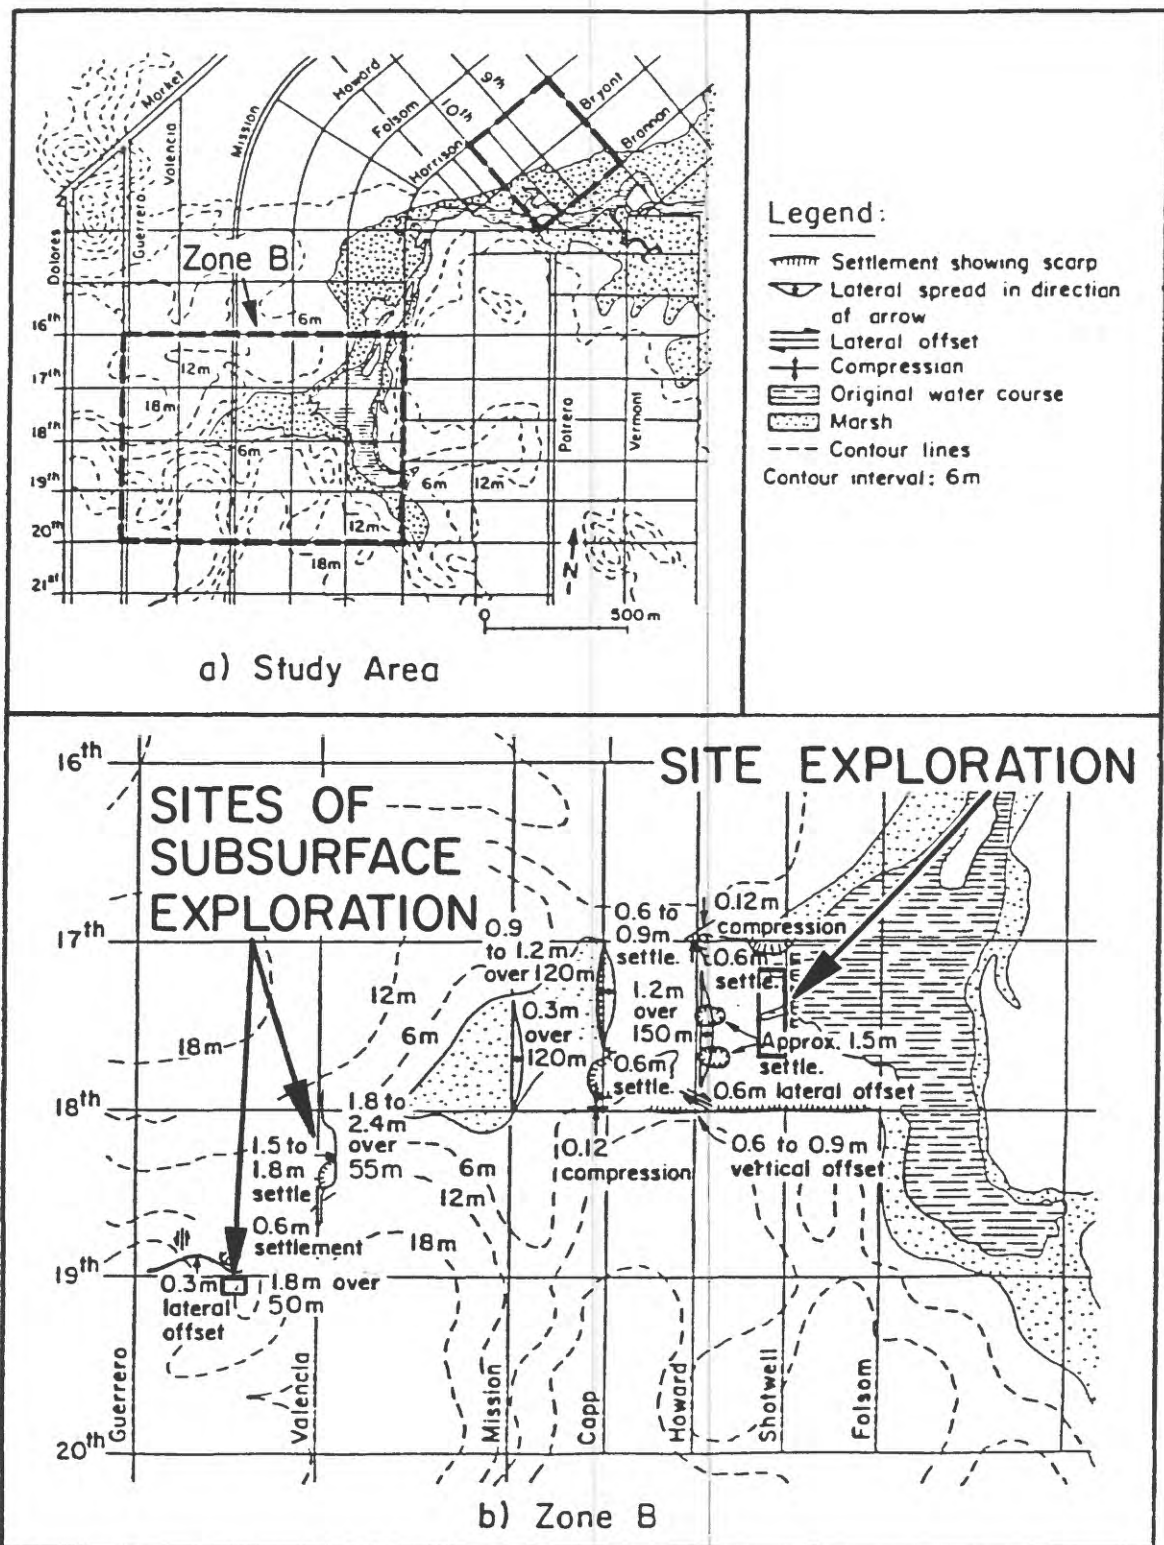 Market
Valencia
Mission
Howard
Folsom
9th
10th
Harrison
Bryant
Brannan
Dolores
Guerrero
Zone B
16th
17th
18th
19th
20th
21st
6m
12m
18m
6m
6m
12m
12m
18m
Potrero
Vermont
N
0
500m
a) Study Area
Legend:
Settlement showing scarp
Lateral spread in direction
of arrow
Lateral offset
Compression
Original water course
Marsh
Contour lines
Contour interval: 6m
16th
SITE EXPLORATION
SITES OF
SUBSURFACE
EXPLORATION
17th
0.9
to 1.2m
over 120m
0.6 to
0.9m
settle.
0.12m
compression
0.6m
settle.
12m
18m
6m
0.3m
over
120m
1.2m
over
150m
Approx. 1.5m
settle.
0.6m
settle.
0.6m lateral offset
18th
1.8 to
2.4m
over
55m
1.5 to
1.8m
settle
0.12
compression
0.6 to 0.9m
vertical offset
6m
12m
18m
0.6m
settlement
19th
0.3m
lateral
offset
1.8m over
50m
Guerrero
Valencia
Mission
Capp
Howard
Shotwell
Folsom
20th
b) Zone B